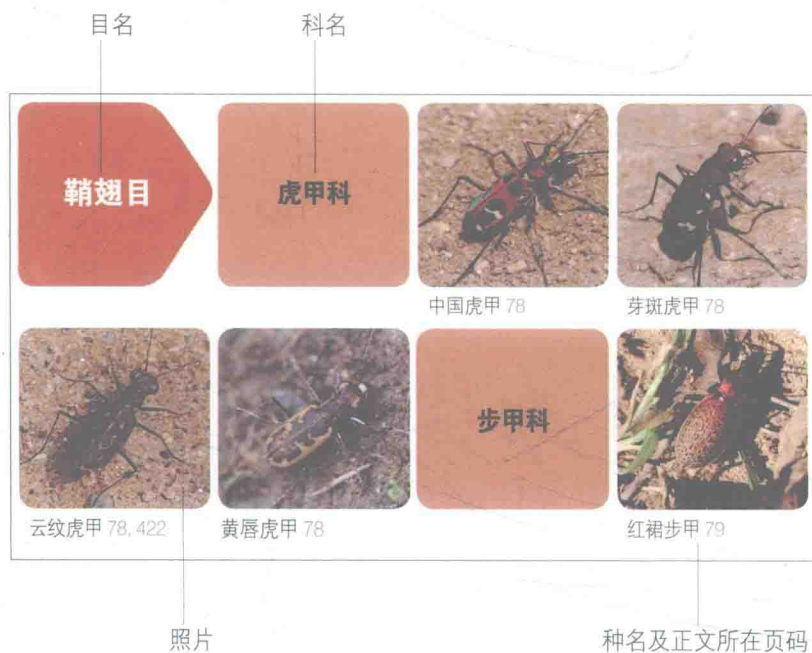 目名 科名
鞘翅目 虎甲科
中国虎甲 78 芽斑虎甲 78
步甲科
云纹虎甲 78, 422 黄唇虎甲 78 红裙步甲 79
照片 种名及正文所在页码